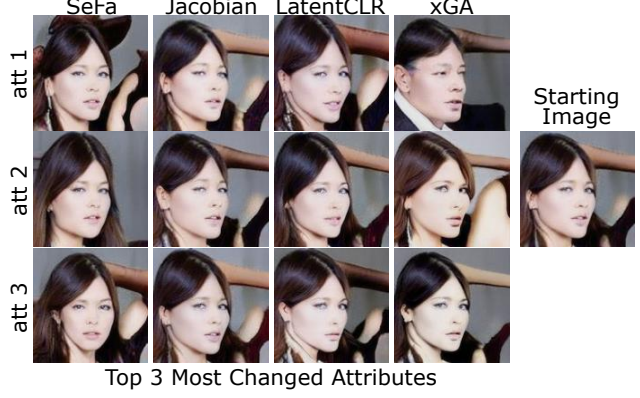 SeFa Jacobian LatentCLR xGA
att 1
Starting
Image
att 2
att 3
Top 3 Most Changed Attributes